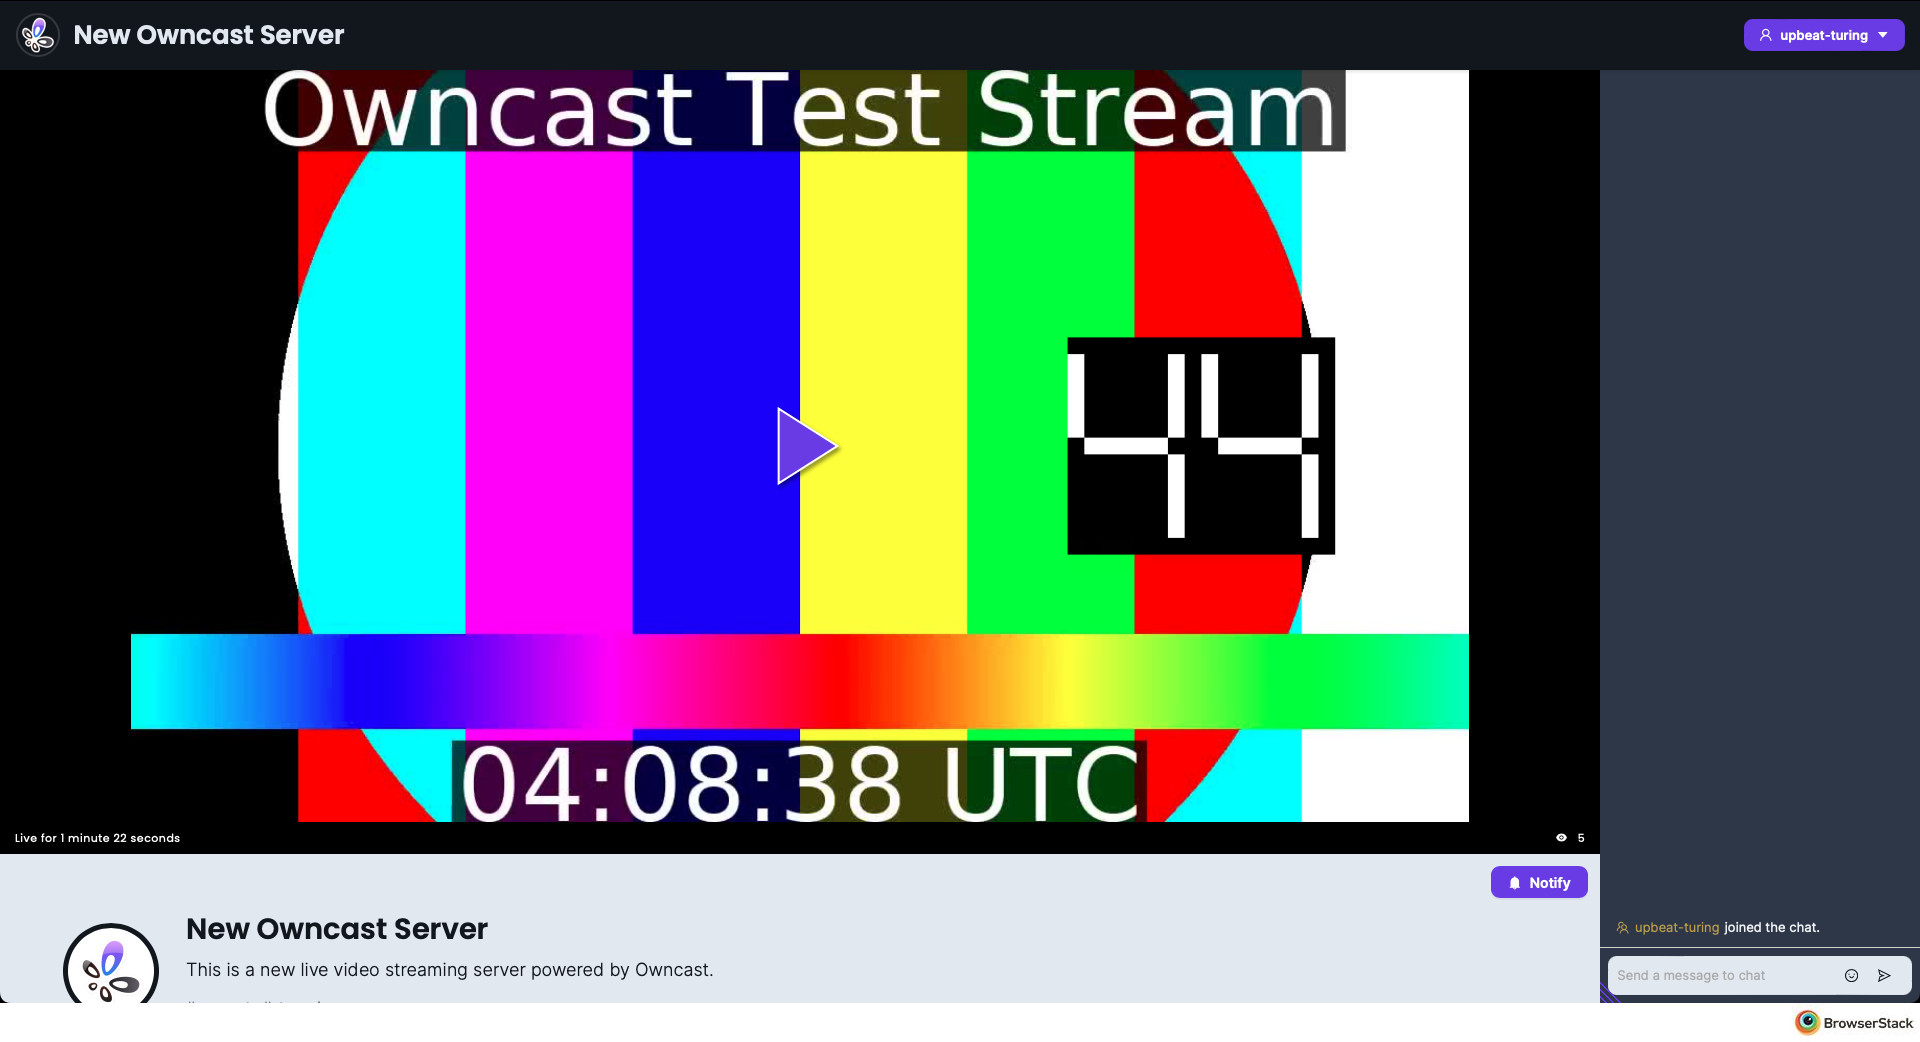 New Owncast Server
upbeat-turing
Owncast Test Stream
44
04:08:38 UTC
Live for 1 minute 22 seconds
5
Notify
New Owncast Server
This is a new live video streaming server powered by Owncast.
upbeat-turing joined the chat.
Send a message to chat
BrowserStack